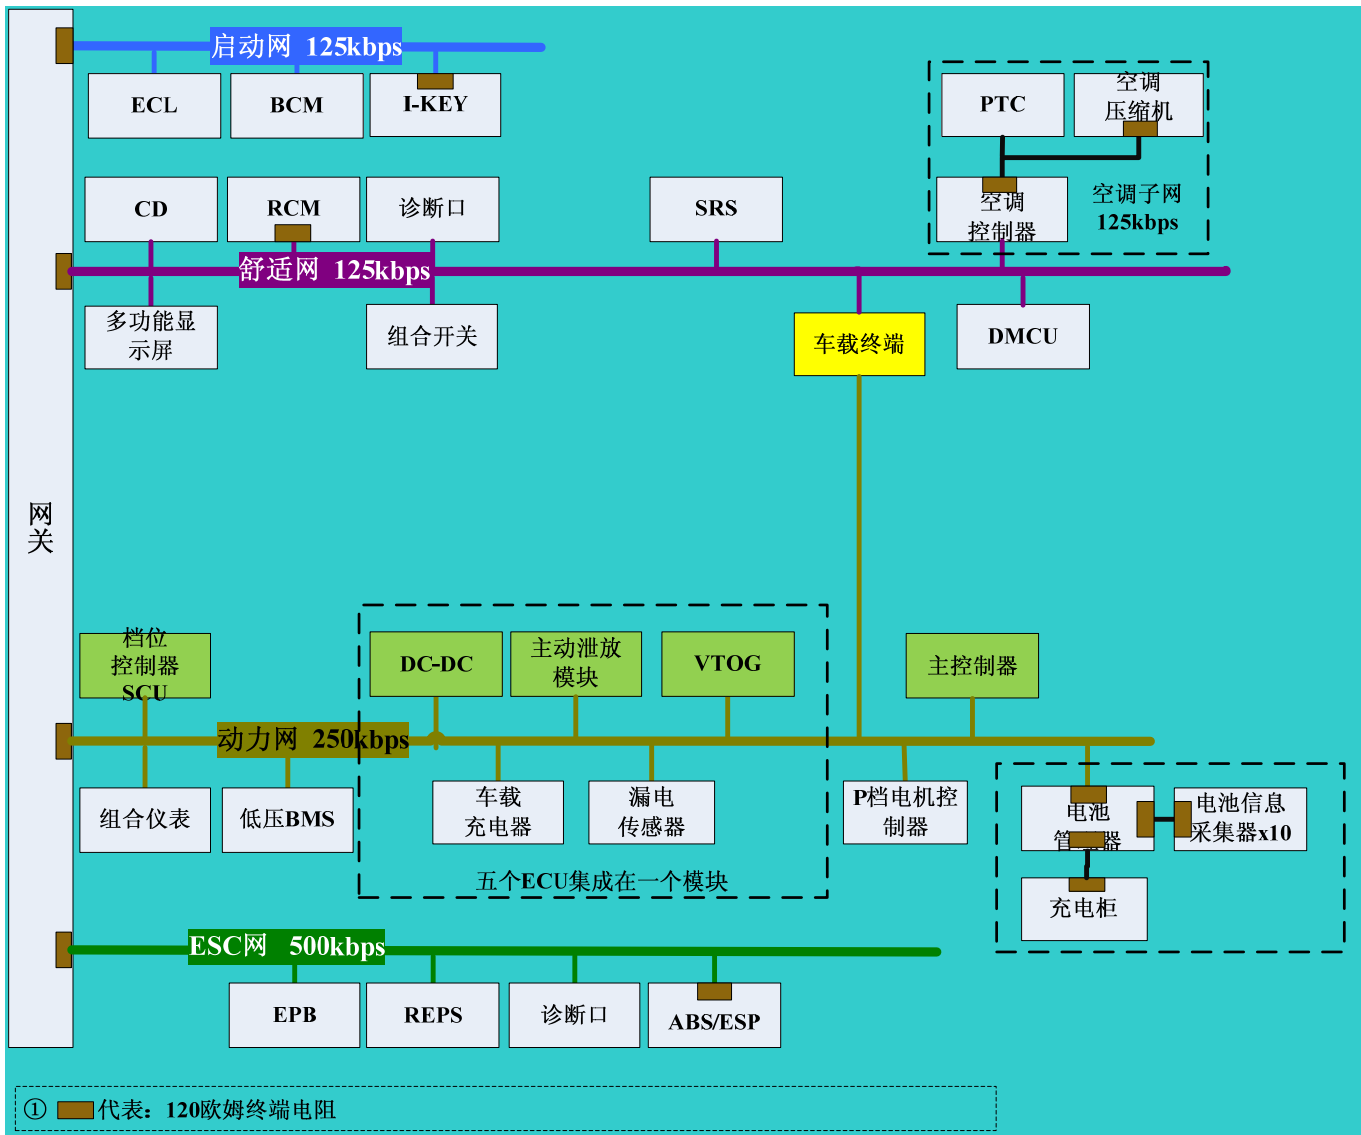 启动网 125kbps
ECL
BCM
I-KEY
PTC
空调
压缩机
CD
RCM
诊断口
SRS
空调
控制器
空调子网
125kbps
舒适网 125kbps
多功能显
示屏
组合开关
车载终端
DMCU
网
关
档位
控制器
SCU
DC-DC
主动泄放
模块
VTOG
主控制器
动力网 250kbps
组合仪表
低压BMS
车载
充电器
漏电
传感器
P档电机控
制器
电池
管理器
电池信息
采集器x10
五个ECU集成在一个模块
充电柜
ESC网 500kbps
EPB
REPS
诊断口
ABS/ESP
① 代表：120欧姆终端电阻